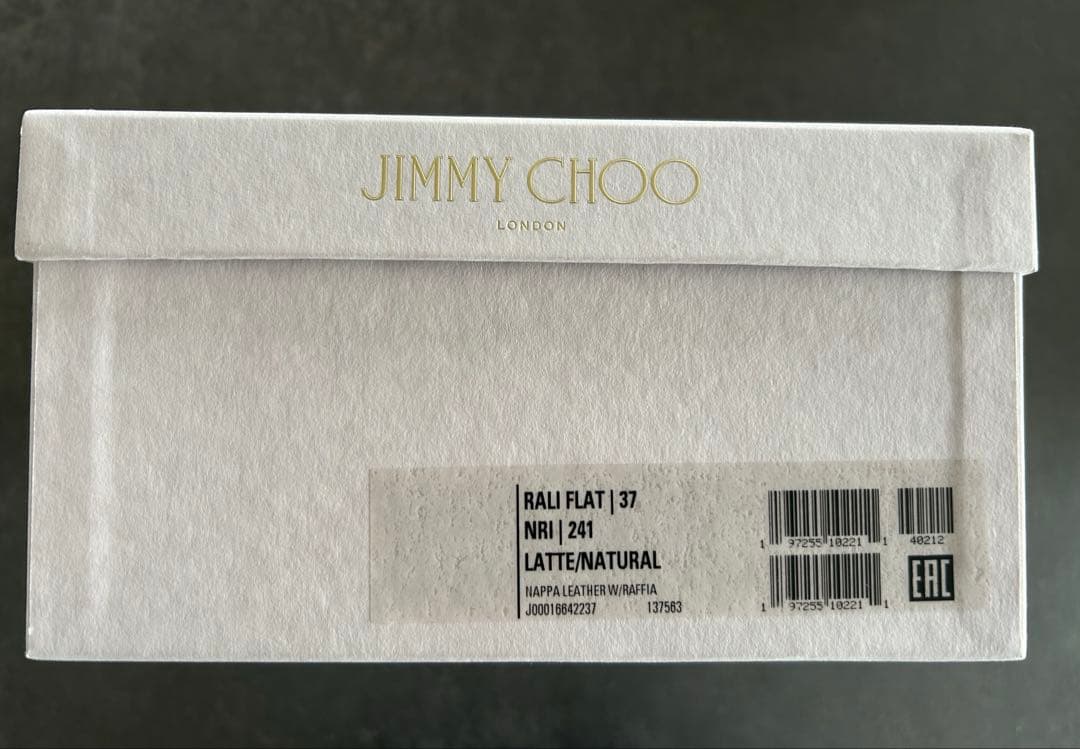 JIMMY CHOO
LONDON
RALI FLAT | 37
NRI | 241
LATTE/NATURAL
NAPPA LEATHER W/RAFFIA
J00016642237 137563
1 97255 10221 1 40212
1 97255 10221 1
EAC